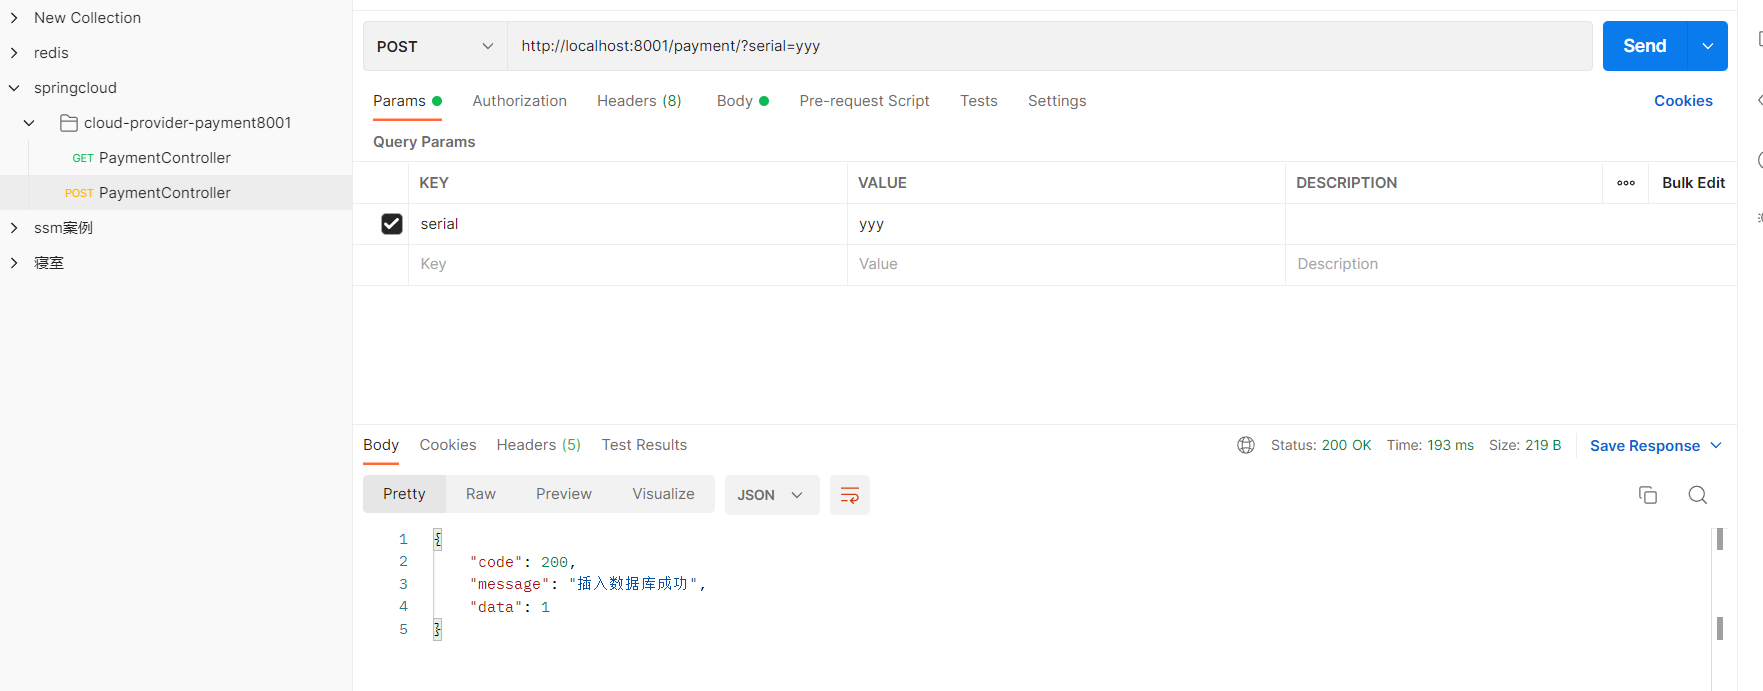 New Collection
redis
springcloud
cloud-provider-payment8001
GET PaymentController
POST PaymentController
ssm案例
寝室
POST http://localhost:8001/payment/?serial=yyy Send
Params Authorization Headers (8) Body Pre-request Script Tests Settings Cookies
Query Params
KEY VALUE DESCRIPTION Bulk Edit
serial yyy
Key Value Description
Body Cookies Headers (5) Test Results Status: 200 OK Time: 193 ms Size: 219 B Save Response
Pretty Raw Preview Visualize JSON
1 {
2 "code": 200,
3 "message": "插入数据库成功",
4 "data": 1
5 }